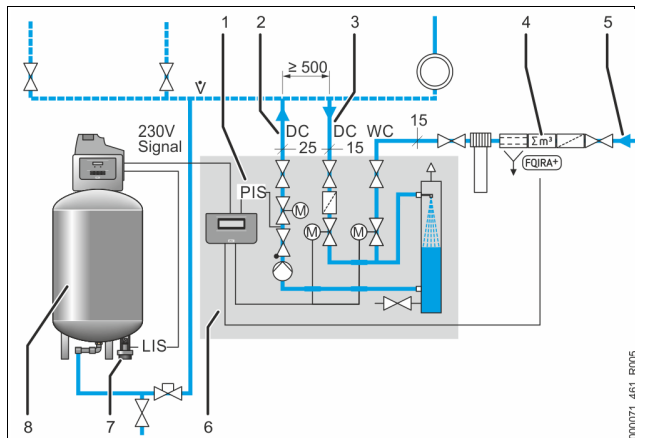 1
2
3
4
5
≥ 500
V̇
230V
Signal
DC
25
DC
15
WC
15
Σm³
FQIRA+
PIS
M
M
M
LIS
8
7
6
000071_461_R005